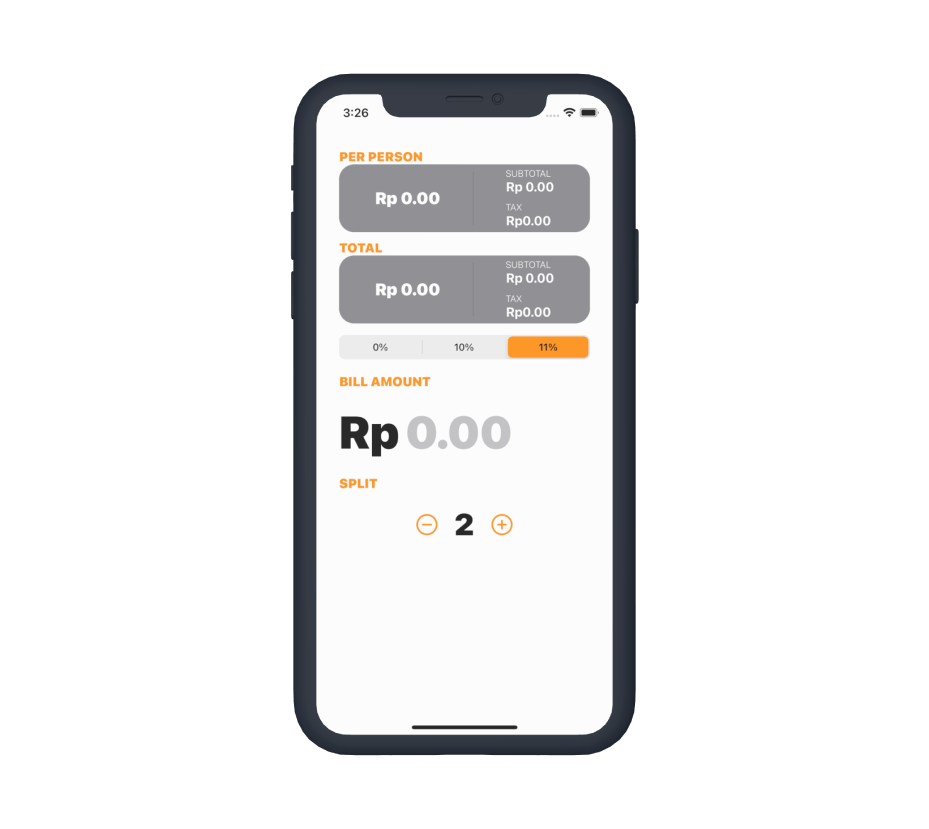 3:26
PER PERSON
Rp 0.00
SUBTOTAL
Rp 0.00
TAX
Rp0.00
TOTAL
Rp 0.00
SUBTOTAL
Rp 0.00
TAX
Rp0.00
0% 10% 11%
BILL AMOUNT
Rp 0.00
SPLIT
2